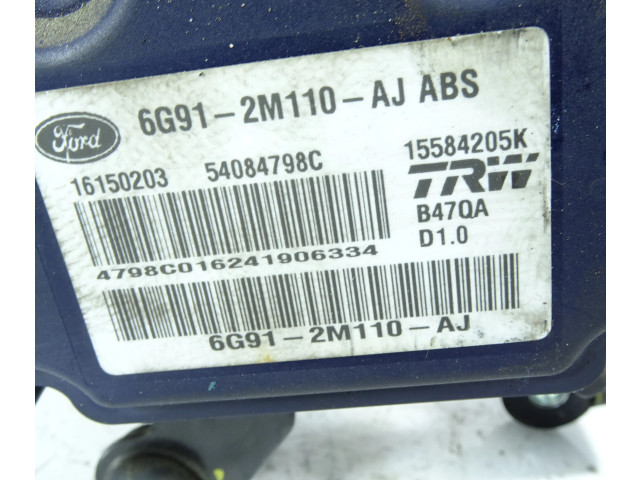 Ford 6G91-2M110-AJ ABS
16150203 54084798C 15584205K
TRW
B47QA
D1.0
4798C016241906334
6G91-2M110-AJ